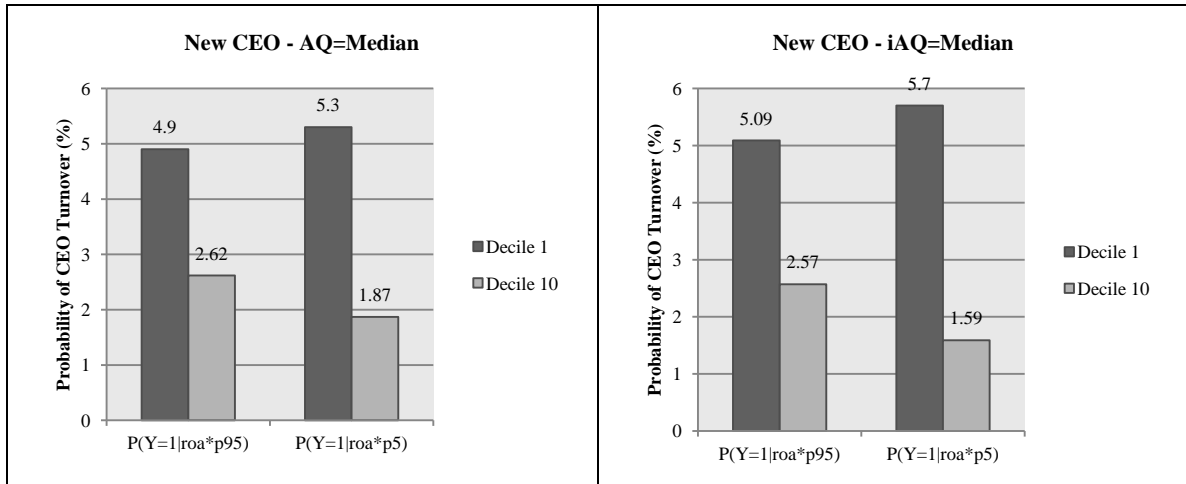 New CEO - AQ=Median
Probability of CEO Turnover (%)
6
5
4
3
2
1
0
4.9
2.62
5.3
1.87
P(Y=1|roa*p95)
P(Y=1|roa*p5)
Decile 1
Decile 10
New CEO - iAQ=Median
Probability of CEO Turnover (%)
6
5
4
3
2
1
0
5.09
2.57
5.7
1.59
P(Y=1|roa*p95)
P(Y=1|roa*p5)
Decile 1
Decile 10